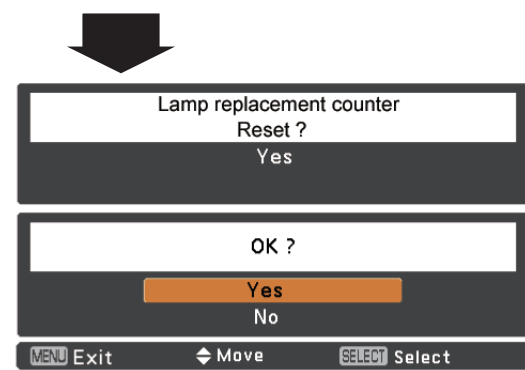 Lamp replacement counter
Reset ?
Yes
OK ?
Yes
No
MENU Exit Move SELECT Select